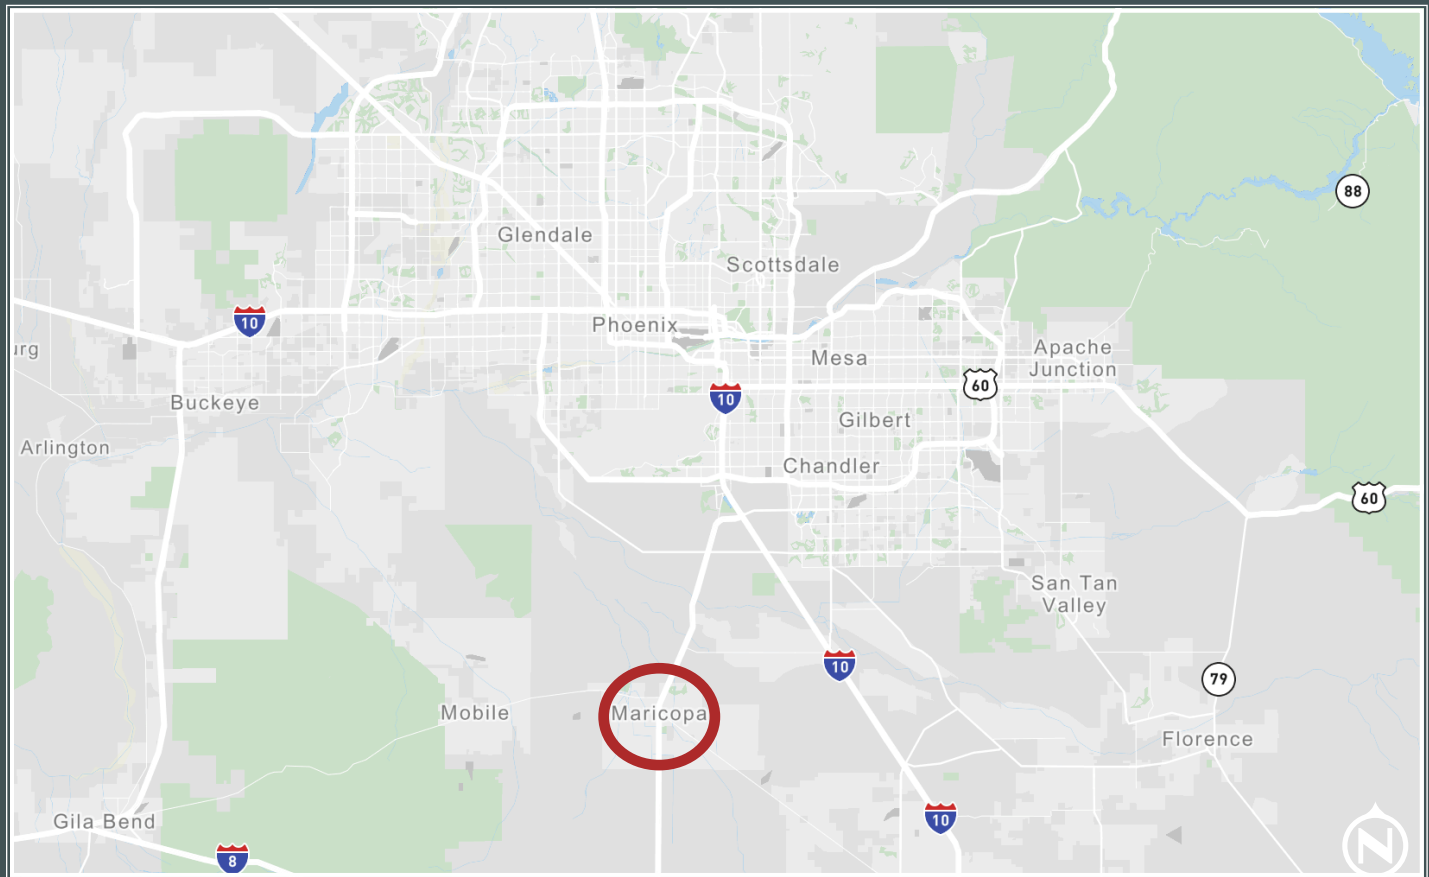 88
Glendale
Scottsdale
10
Phoenix
urg
Mesa
Apache
Junction
60
10
Buckeye
Gilbert
Arlington
Chandler
60
San Tan
Valley
10
79
Mobile
Maricopa
Florence
Gila Bend
10
N
8